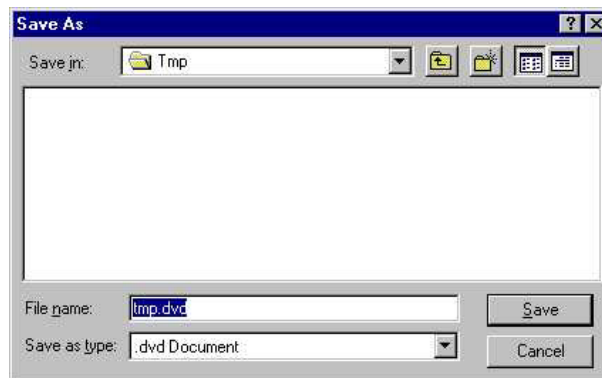 Save As
Save in: Tmp
File name: tmp.dvd
Save
Save as type: .dvd Document
Cancel